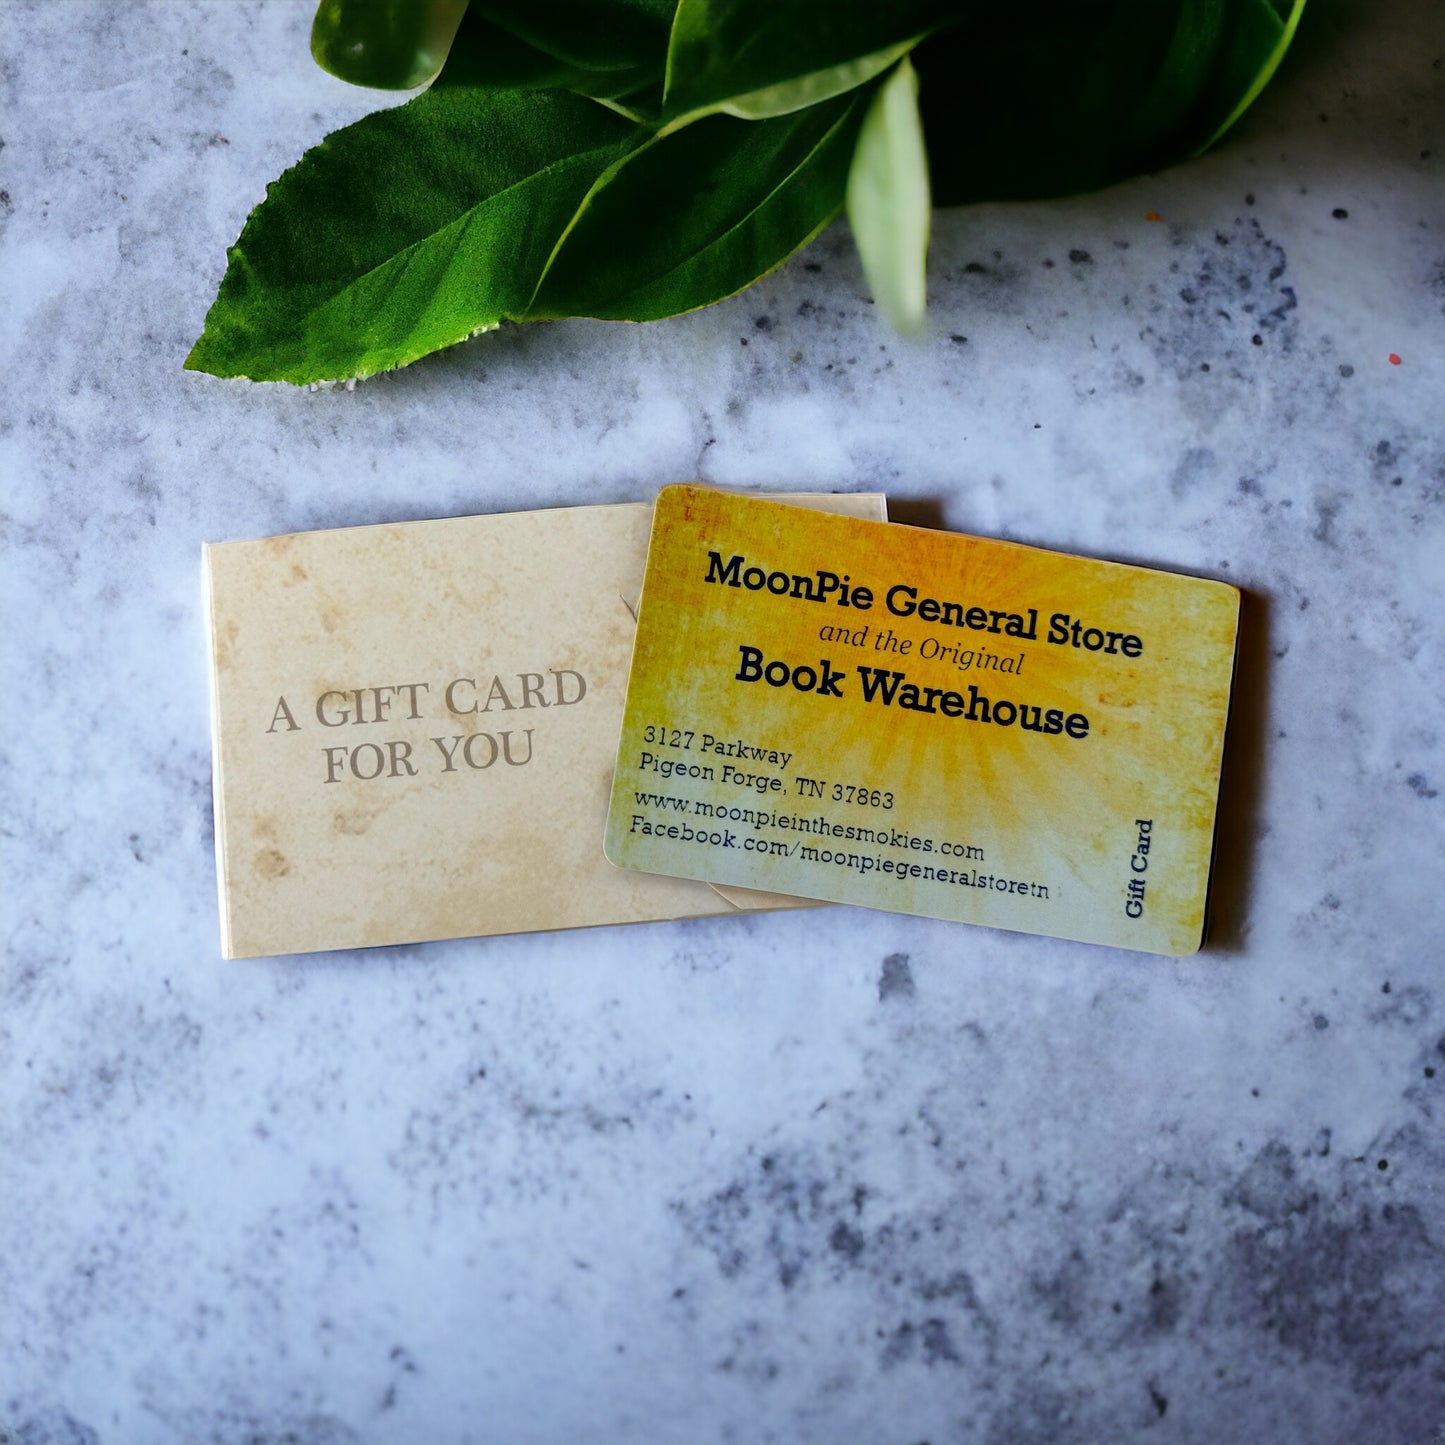 A GIFT CARD
FOR YOU
MoonPie General Store
and the Original
Book Warehouse
3127 Parkway
Pigeon Forge, TN 37863
www.moonpieinthesmokies.com
Facebook.com/moonpiegeneralstoretn
Gift Card